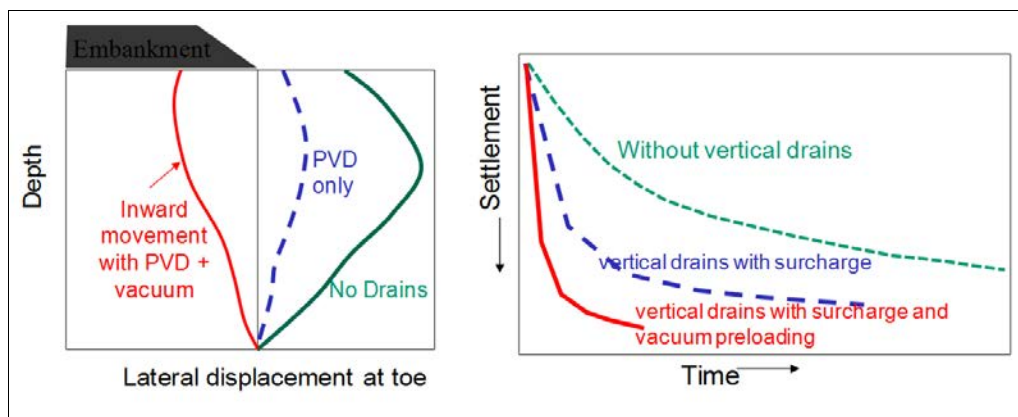 Embankment
Depth
Inward
movement
with PVD +
vacuum
PVD
only
No Drains
Lateral displacement at toe
Settlement
Without vertical drains
vertical drains with surcharge
vertical drains with surcharge and
vacuum preloading
Time